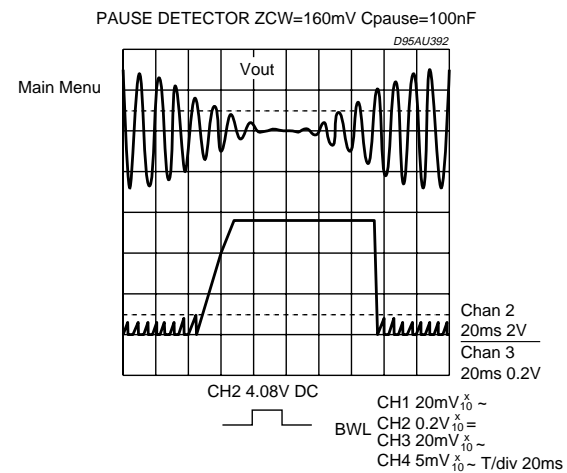 PAUSE DETECTOR ZCW=160mV Cpause=100nF
D95AU392
Main Menu
Vout
Chan 2
20ms 2V
Chan 3
20ms 0.2V
CH2 4.08V DC
BWL
CH1 20mV x10 ~
CH2 0.2V x10 =
CH3 20mV x10 ~
CH4 5mV x10 ~ T/div 20ms